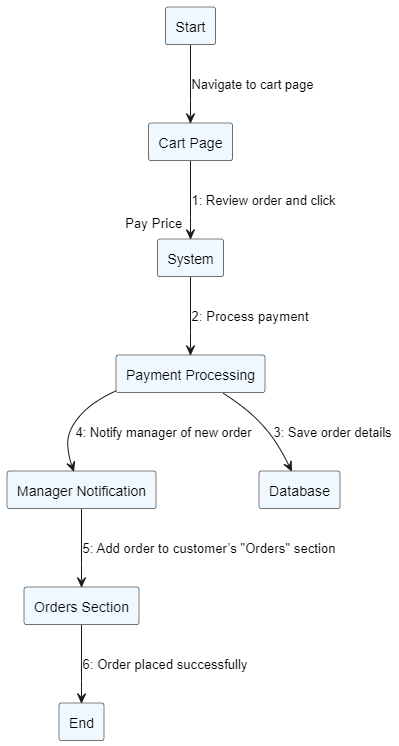 Start
Navigate to cart page
Cart Page
1: Review order and click
Pay Price
System
2: Process payment
Payment Processing
4: Notify manager of new order
3: Save order details
Manager Notification
Database
5: Add order to customer’s "Orders" section
Orders Section
6: Order placed successfully
End